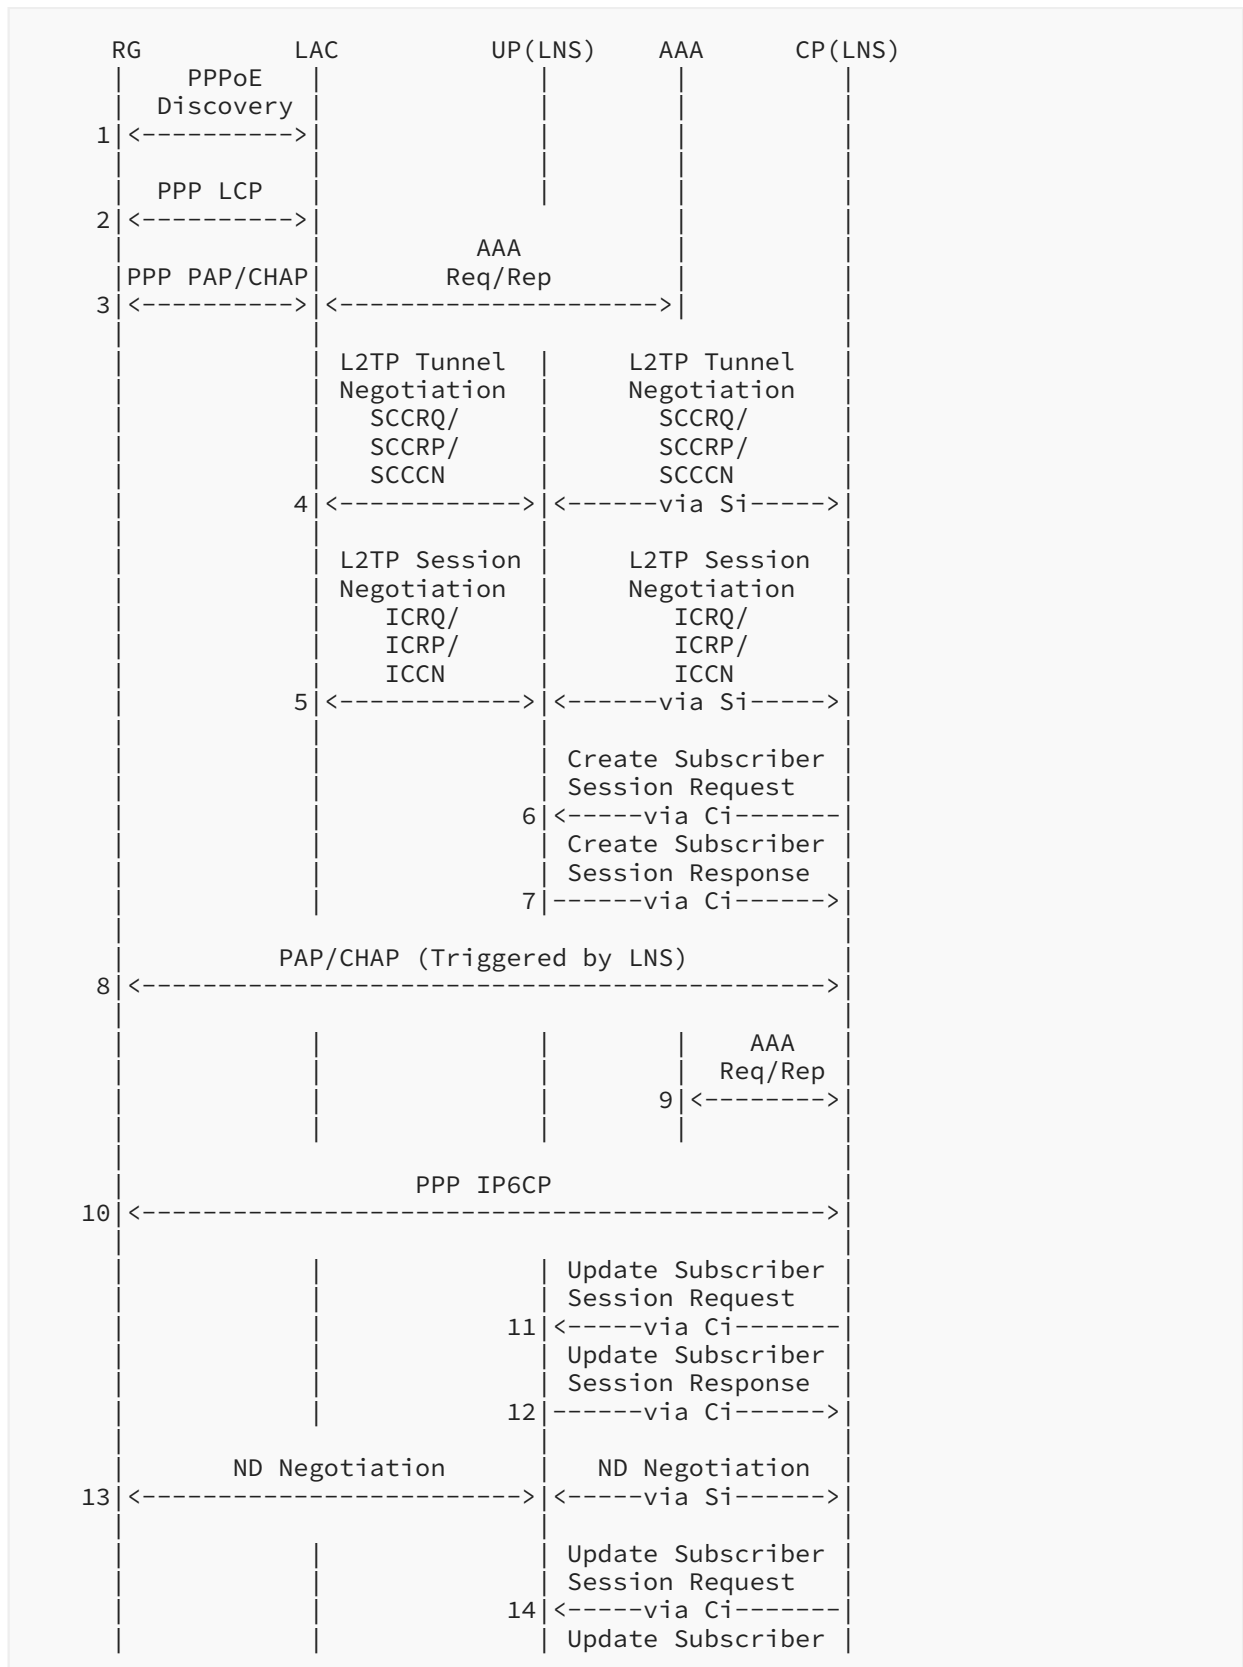 RG          LAC          UP(LNS)    AAA      CP(LNS)
       |    PPPoE   |              |        |          |
       |  Discovery |              |        |          |
      1|<---------->|              |        |          |
       |            |              |        |          |
       |  PPP LCP   |              |        |          |
      2|<---------->|                       |          |
       |            |          AAA          |          |
       |PPP PAP/CHAP|        Req/Rep        |          |
      3|<---------->|<--------------------->|          |
       |            |                                  |
       |            | L2TP Tunnel  |     L2TP Tunnel   |
       |            | Negotiation  |     Negotiation   |
       |            |   SCCRQ/     |       SCCRQ/      |
       |            |   SCCRP/     |       SCCRP/      |
       |            |   SCCCN      |       SCCCN       |
       |           4|<------------>|<------via Si----->|
       |            |              |                   |
       |            | L2TP Session |     L2TP Session  |
       |            | Negotiation  |     Negotiation   |
       |            |    ICRQ/     |        ICRQ/      |
       |            |    ICRP/     |        ICRP/      |
       |            |    ICCN      |        ICCN       |
       |           5|<------------>|<------via Si----->|
       |            |              |                   |
       |            |              | Create Subscriber |
       |            |              | Session Request   |
       |            |             6|<-----via Ci-------|
       |            |              | Create Subscriber |
       |            |              | Session Response  |
       |            |             7|------via Ci------>|
       |                                               |
       |          PAP/CHAP (Triggered by LNS)          |
      8|<--------------------------------------------->|
       |                                               |
       |            |              |        |    AAA   |
       |            |              |        |  Req/Rep |
       |            |              |       9|<-------->|
       |            |              |        |          |
       |                                               |
       |                   PPP IP6CP                   |
     10|<--------------------------------------------->|
       |                                               |
       |            |              | Update Subscriber |
       |            |              | Session Request   |
       |            |            11|<-----via Ci-------|
       |            |              | Update Subscriber |
       |            |              | Session Response  |
       |            |            12|------via Ci------>|
       |                           |                   |
       |       ND Negotiation      |   ND Negotiation  |
     13|<------------------------->|<-----via Si------>|
       |                           |                   |
       |            |              | Update Subscriber |
       |            |              | Session Request   |
       |            |            14|<-----via Ci-------|
       |            |              | Update Subscriber |